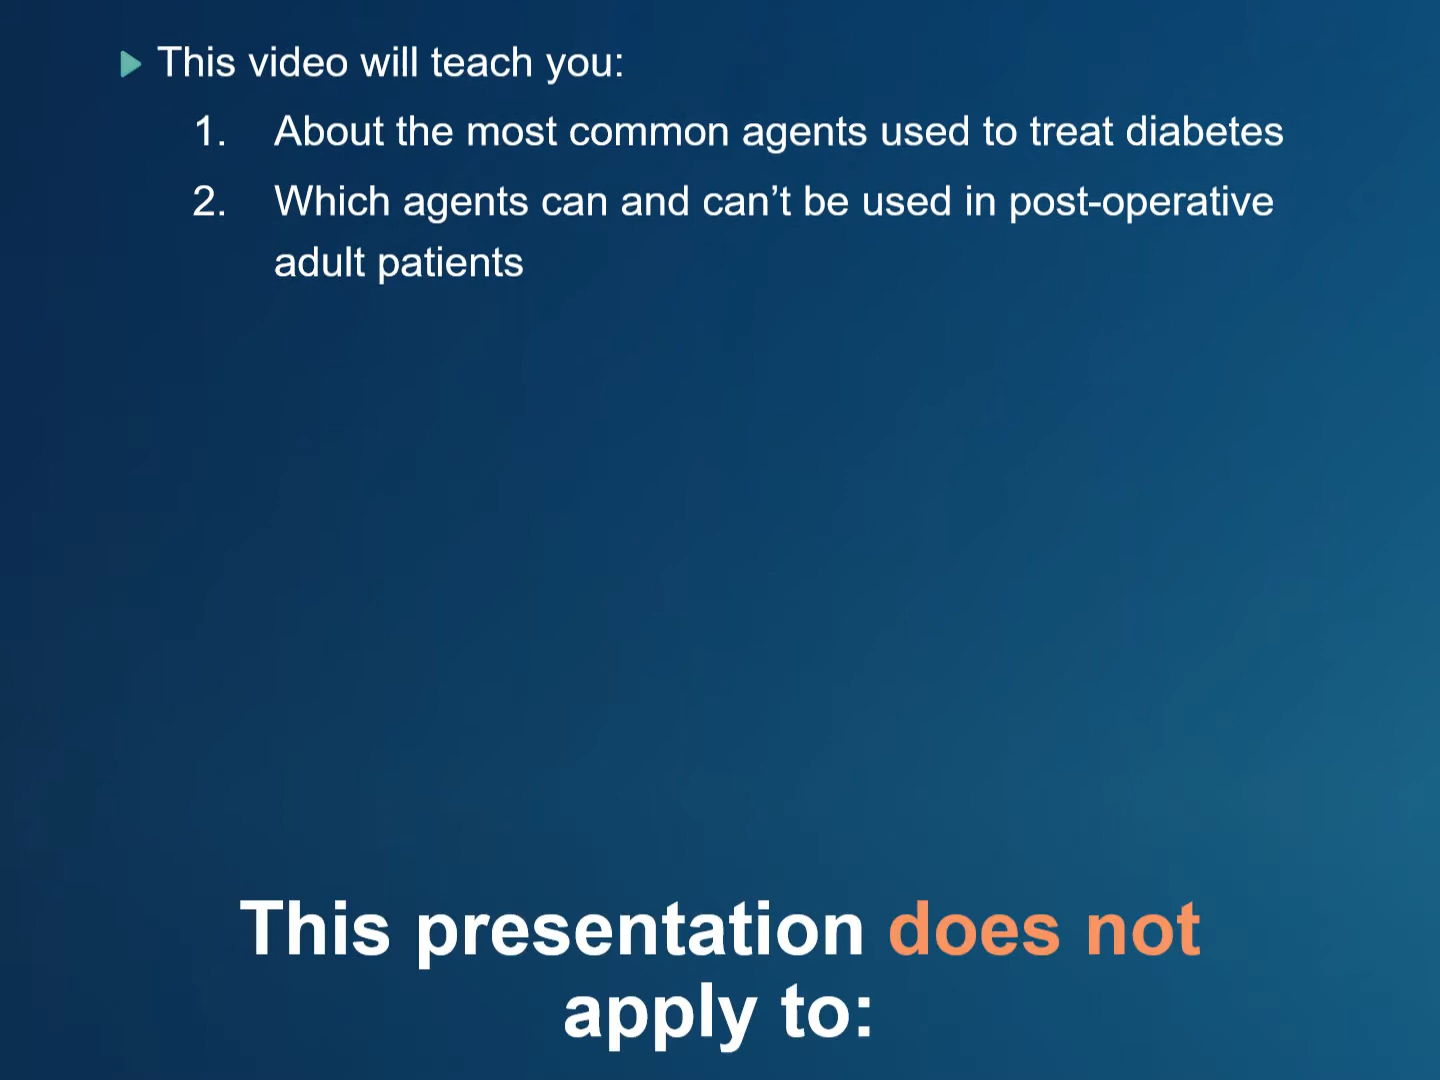 This video will teach you:
1. About the most common agents used to treat diabetes
2. Which agents can and can’t be used in post-operative
adult patients
This presentation does not
apply to: